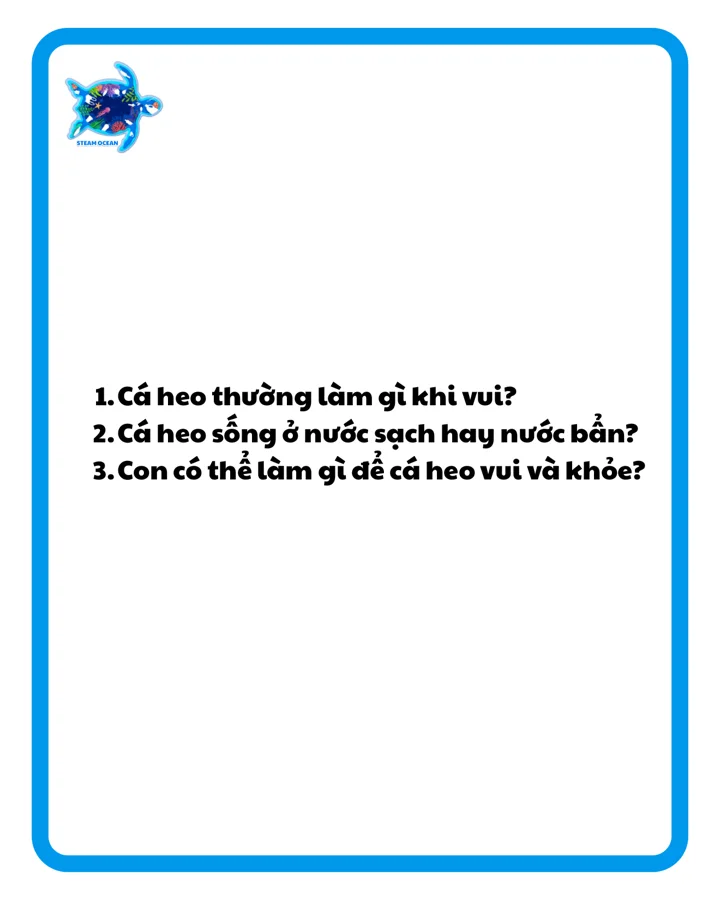 STEAM OCEAN
1. Cá heo thường làm gì khi vui?
2. Cá heo sống ở nước sạch hay nước bẩn?
3. Con có thể làm gì để cá heo vui và khỏe?